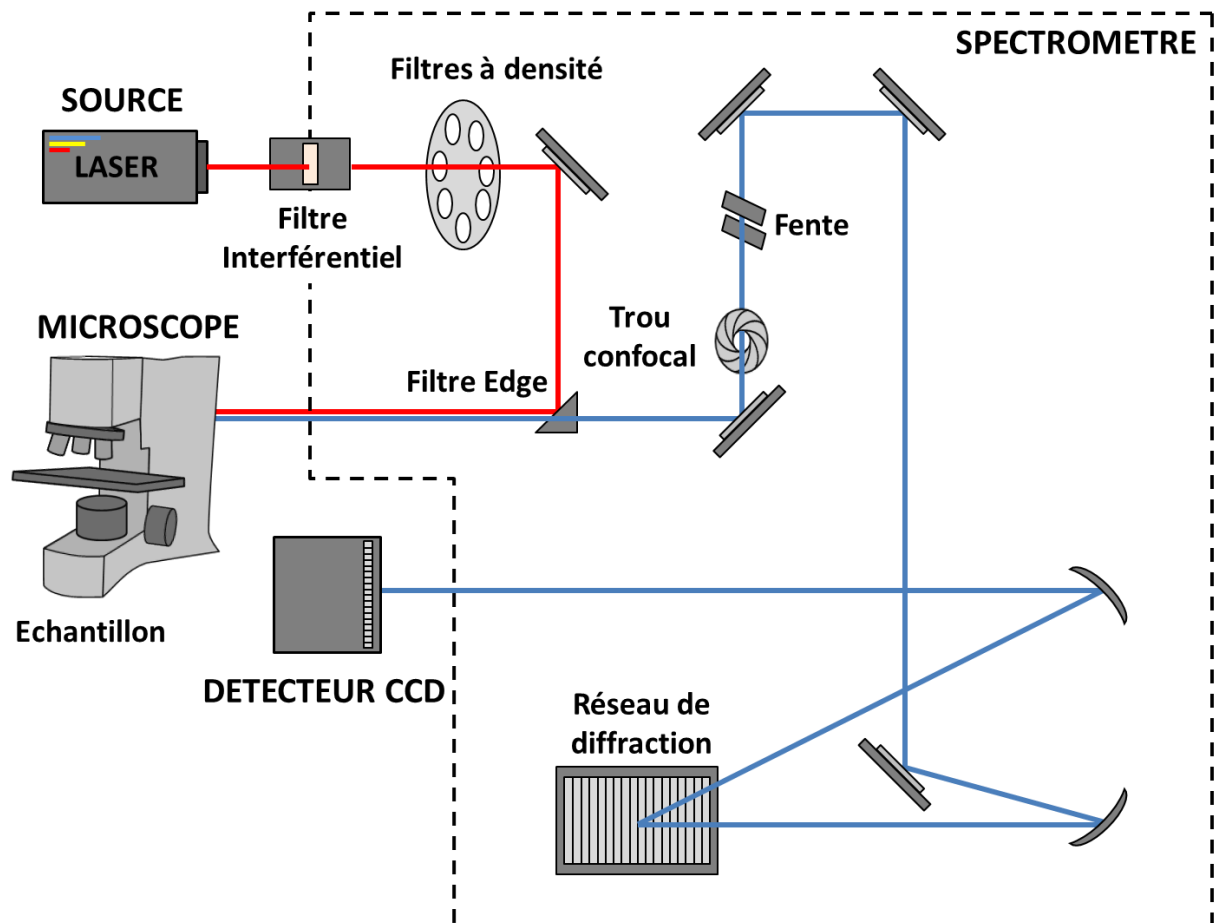 SPECTROMETRE
Filtres à densité
SOURCE
LASER
Filtre
Interférentiel
Fente
MICROSCOPE
Trou
confocal
Filtre Edge
Echantillon
DETECTEUR CCD
Réseau de
diffraction